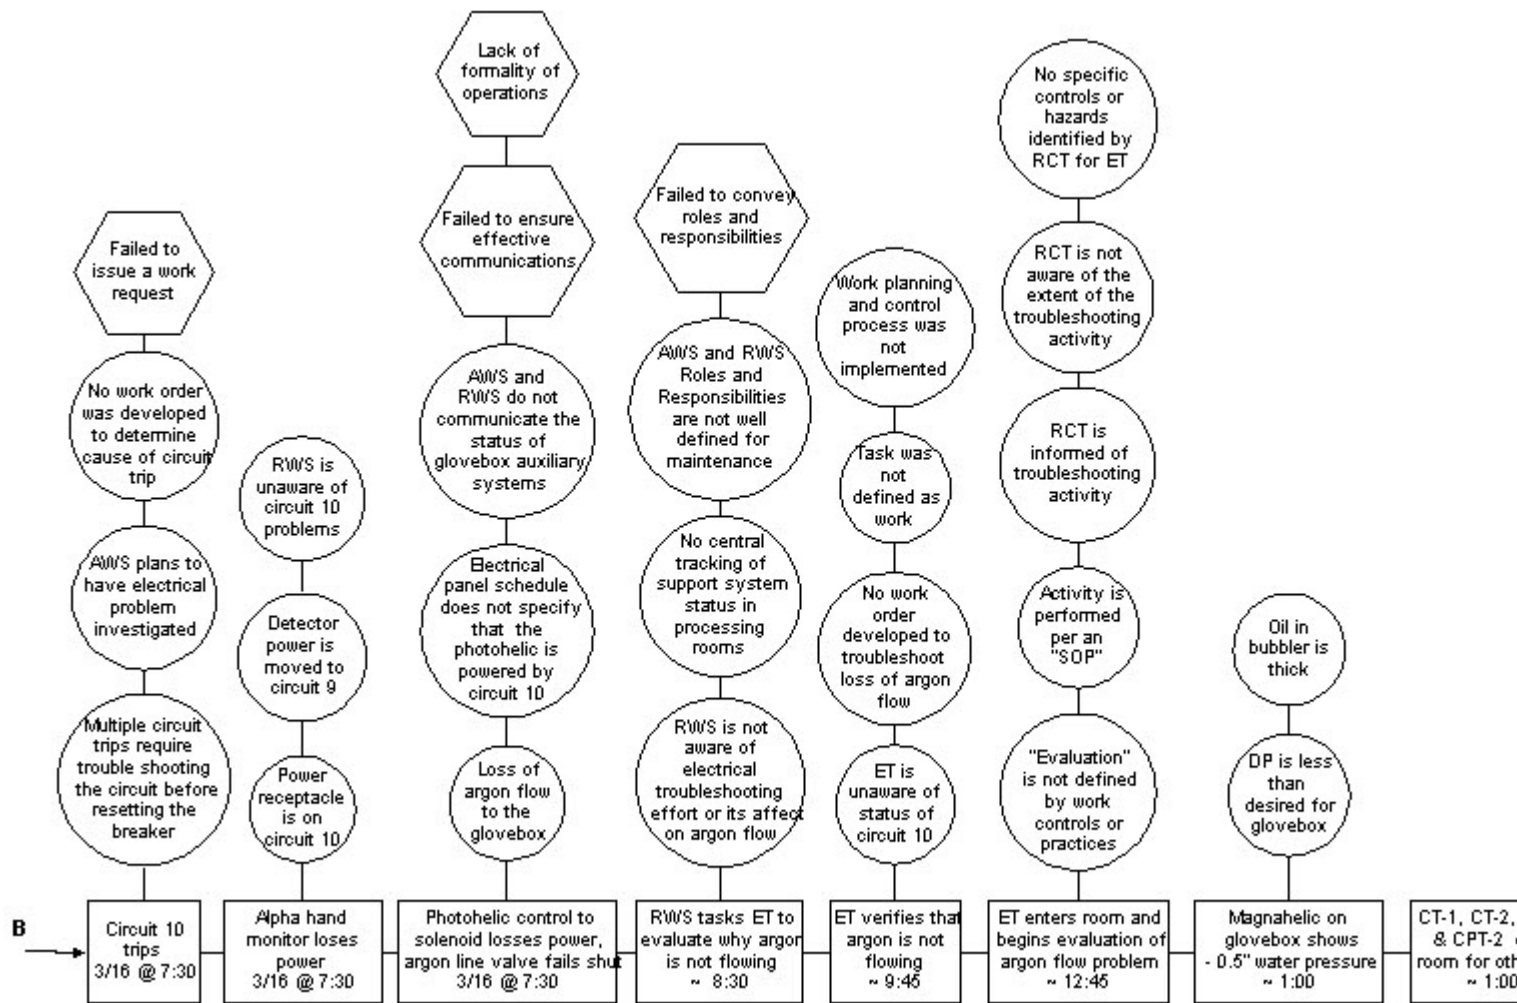 Lack of
formality of
operations
No specific
controls or
hazards
identified by
RCT for ET
Failed to
issue a work
request
Failed to ensure
effective
communications
Failed to convey
roles and
responsibilities
Work planning
and control
process was
not
implemented
RCT is not
aware of the
extent of the
troubleshooting
activity
No work order
was developed
to determine
cause of circuit
trip
RWS is
unaware of
circuit 10
problems
AWS and
RWS do not
communicate the
status of
glovebox auxiliary
systems
AWS and RWS
Roles and
Responsibilities
are not well
defined for
maintenance
Task was
not
defined as
work
RCT is
informed of
troubleshooting
activity
AWS plans to
have electrical
problem
investigated
Detector
power is
moved to
circuit 9
Electrical
panel schedule
does not specify
that the
photohelic is
powered by
circuit 10
No central
tracking of
support system
status in
processing
rooms
No work
order
developed to
troubleshoot
loss of argon
flow
Activity is
performed
per an
"SOP"
Oil in
bubbler is
thick
Multiple circuit
trips require
trouble shooting
the circuit before
resetting the
breaker
Power
receptacle
is on
circuit 10
Loss of
argon flow
to the
glovebox
RWS is not
aware of
electrical
troubleshooting
effort or its affect
on argon flow
ET is
unaware of
status of
circuit 10
"Evaluation"
is not defined
by work
controls or
practices
DP is less
than
desired for
glovebox
B
Circuit 10
trips
3/16 @ 7:30
Alpha hand
monitor loses
power
3/16 @ 7:30
Photohelic control to
solenoid losses power,
argon line valve fails shut
3/16 @ 7:30
RWS tasks ET to
evaluate why argon
is not flowing
~ 8:30
ET verifies that
argon is not
flowing
~ 9:45
ET enters room and
begins evaluation of
argon flow problem
~ 12:45
Magnahelic on
glovebox shows
- 0.5" water pressure
~ 1:00
CT-1, CT-2,
& CPT-2
room for
~ 1:00